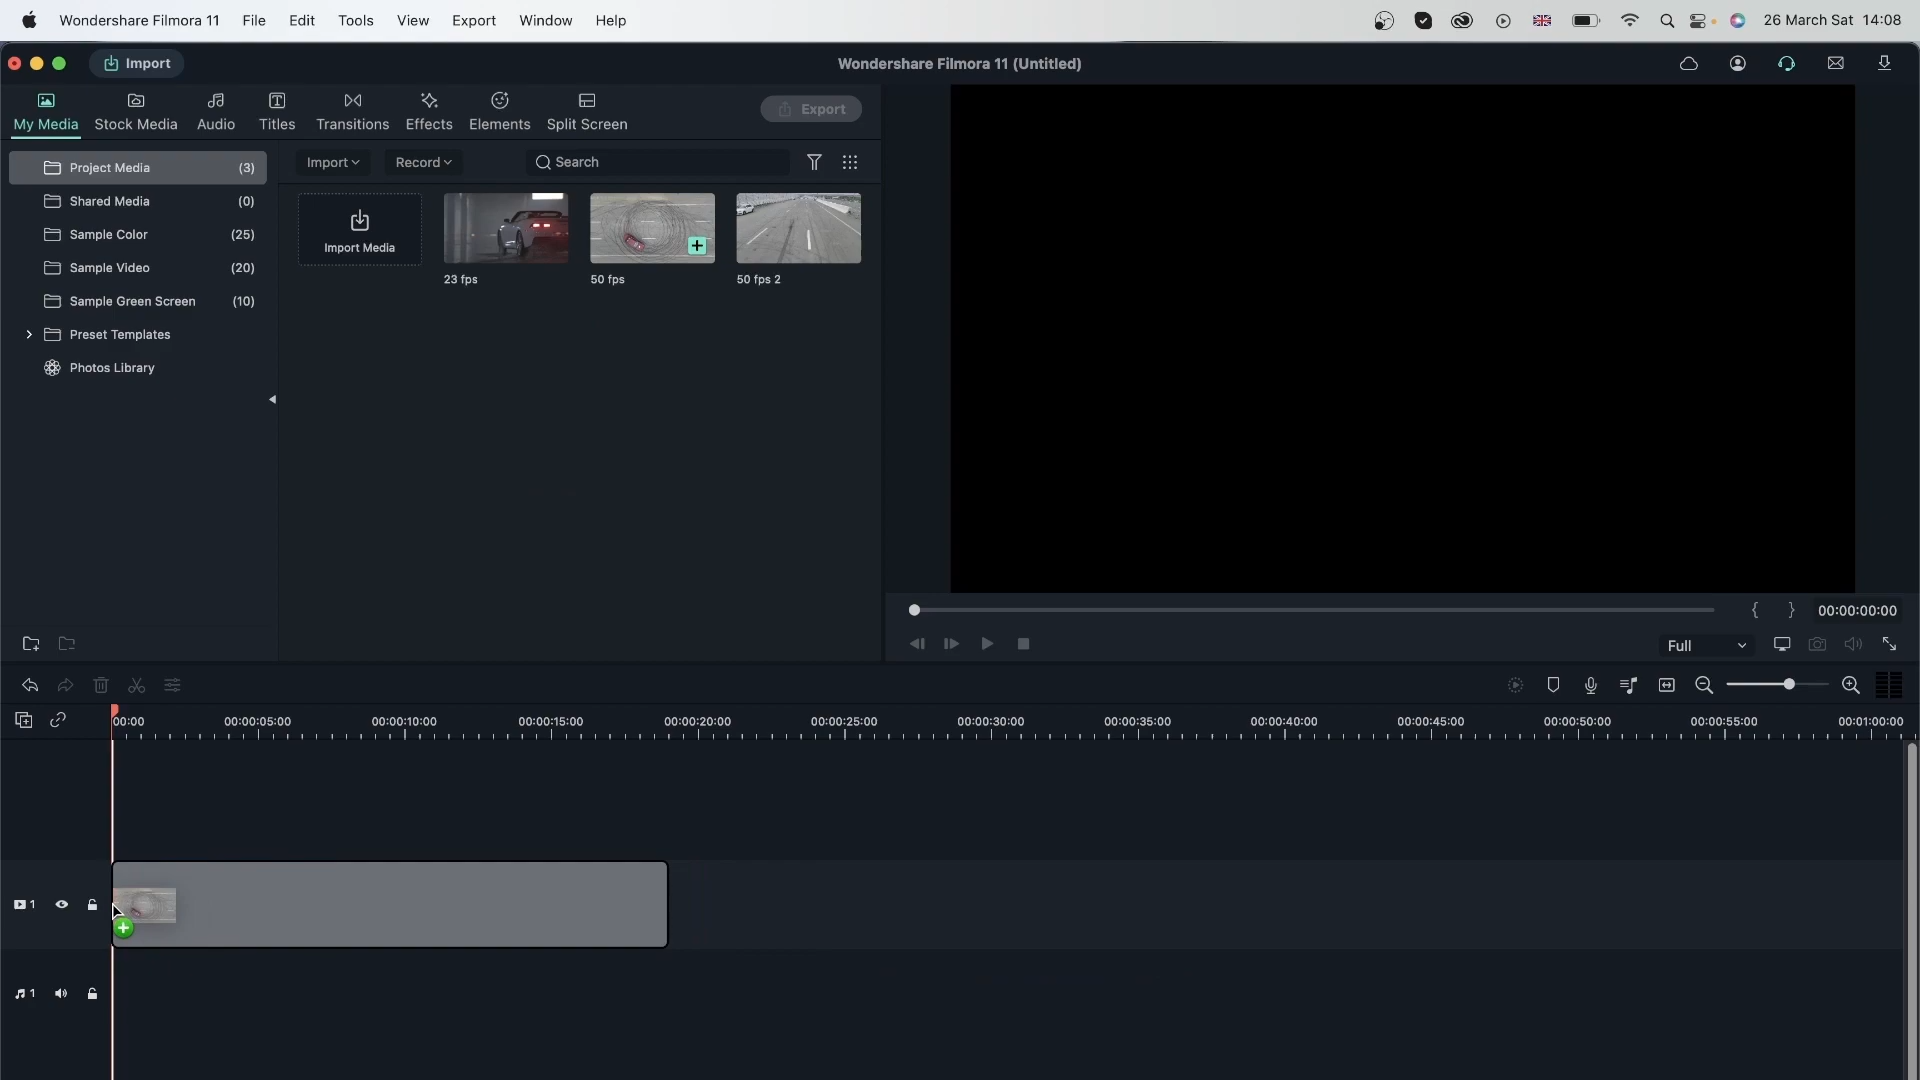 Wondershare Filmora 11 File Edit Tools View Export Window Help 26 March Sat 14:08
Import Wondershare Filmora 11 (Untitled)
My Media Stock Media Audio Titles Transitions Effects Elements Split Screen Export
Project Media (3)
Shared Media (0)
Sample Color (25)
Sample Video (20)
Sample Green Screen (10)
Preset Templates
Photos Library
Import Record Search
Import Media
23 fps 50 fps 50 fps 2
{ } 00:00:00:00
Full
00:00 00:00:05:00 00:00:10:00 00:00:15:00 00:00:20:00 00:00:25:00 00:00:30:00 00:00:35:00 00:00:40:00 00:00:45:00 00:00:50:00 00:00:55:00 00:01:00:00
1
1